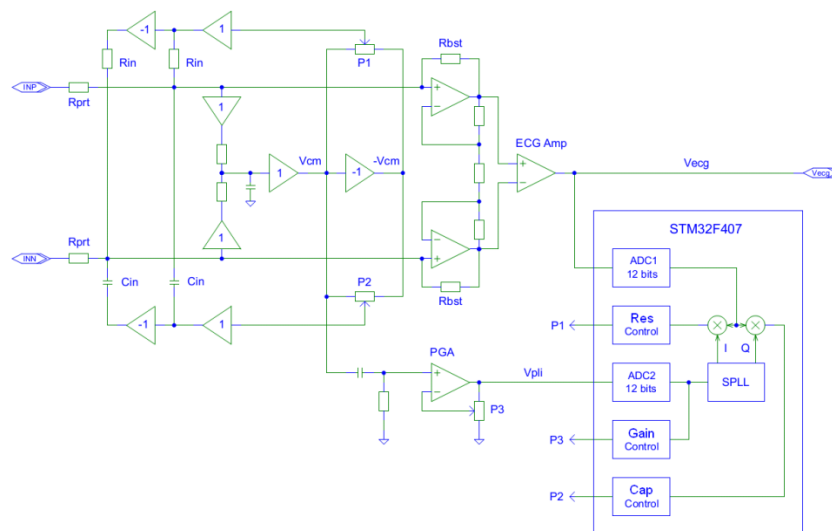 -1
1
Rin
Rin
P1
Rbst
INP
Rprt
1
ECG Amp
Vcm
-Vcm
1
-1
Vecg
Vecg
STM32F407
1
INN
Rprt
ADC1
12 bits
Cin
Cin
P2
Rbst
P1
Res
Control
-1
1
I
Q
PGA
Vpli
ADC2
12 bits
SPLL
P3
P3
Gain
Control
P2
Cap
Control